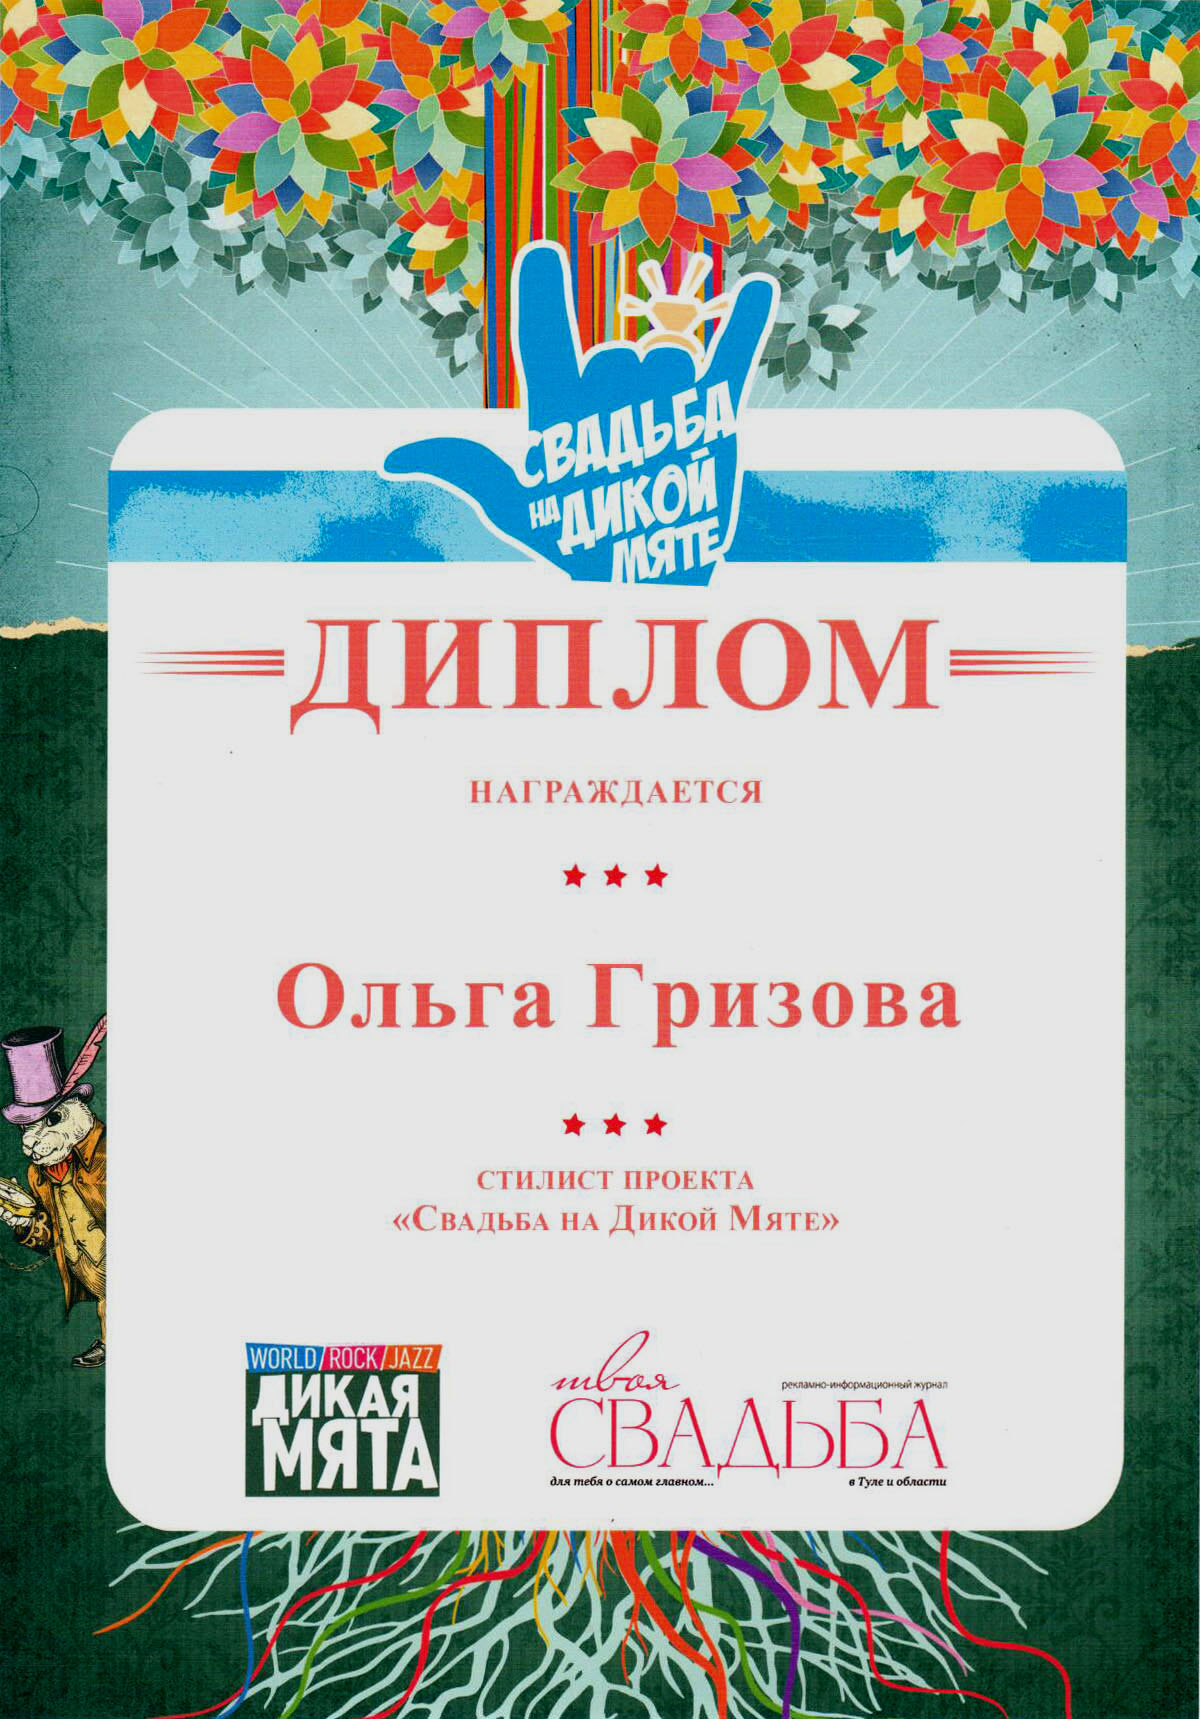 СВАДЬБА
НА ДИКОЙ
МЯТЕ
ДИПЛОМ
НАГРАЖДАЕТСЯ
Ольга Гризова
СТИЛИСТ ПРОЕКТА
«СВАДЬБА НА ДИКОЙ МЯТЕ»
WORLD/ROCK/JAZZ
ДИКАЯ
МЯТА
твоя
рекламно-информационный журнал
СВАДЬБА
для тебя о самом главном... в Туле и области